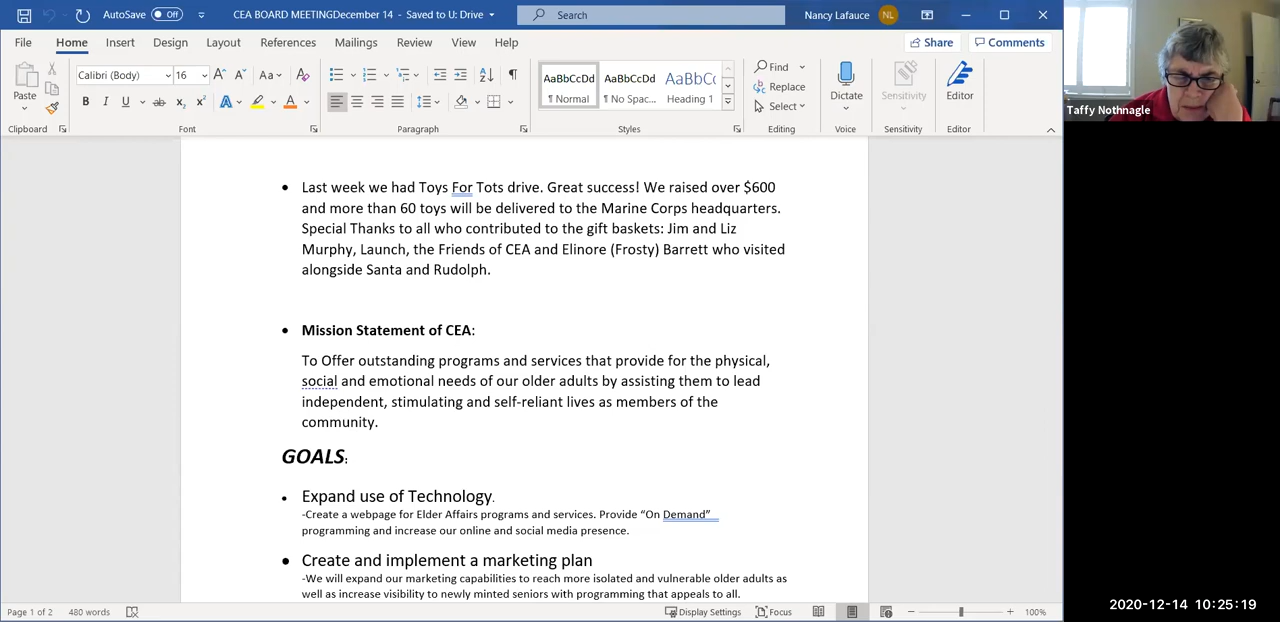 AutoSave Off CEA BOARD MEETINGDecember 14 - Saved to U: Drive Search Nancy Lafauce NL
File Home Insert Design Layout References Mailings Review View Help Share Comments
Paste Calibri (Body) 16 Aa AaBbCcDd AaBbCcDd AaBbCc Find Replace Select Dictate Sensitivity Editor
B I U ab x₂ x² A A ¶ Normal ¶ No Spac... Heading 1
Clipboard Font Paragraph Styles Editing Voice Sensitivity Editor
Taffy Nothnagle
• Last week we had Toys For Tots drive. Great success! We raised over $600
and more than 60 toys will be delivered to the Marine Corps headquarters.
Special Thanks to all who contributed to the gift baskets: Jim and Liz
Murphy, Launch, the Friends of CEA and Elinore (Frosty) Barrett who visited
alongside Santa and Rudolph.
• Mission Statement of CEA:
To Offer outstanding programs and services that provide for the physical,
social and emotional needs of our older adults by assisting them to lead
independent, stimulating and self-reliant lives as members of the
community.
GOALS:
• Expand use of Technology.
-Create a webpage for Elder Affairs programs and services. Provide “On Demand”
programming and increase our online and social media presence.
• Create and implement a marketing plan
-We will expand our marketing capabilities to reach more isolated and vulnerable older adults as
well as increase visibility to newly minted seniors with programming that appeals to all.
Page 1 of 2 480 words Display Settings Focus 100%
2020-12-14 10:25:19